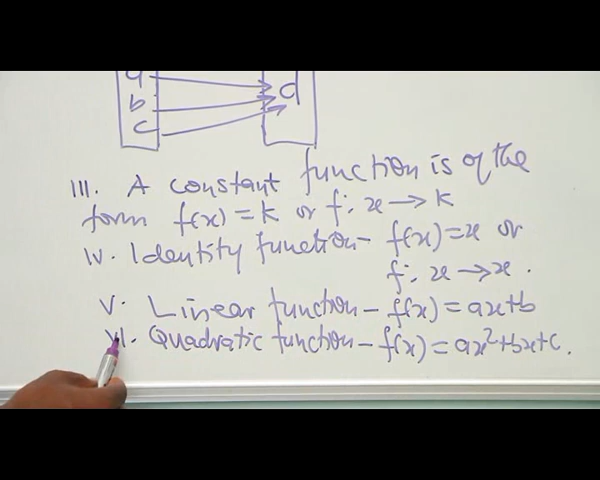 a
b
c
d
III. A constant function is of the
form f(x) = k or f: x → k
IV. Identity function - f(x) = x or
f: x → x.
V. Linear function - f(x) = ax+b
VI. Quadratic function - f(x) = ax²+bx+c.